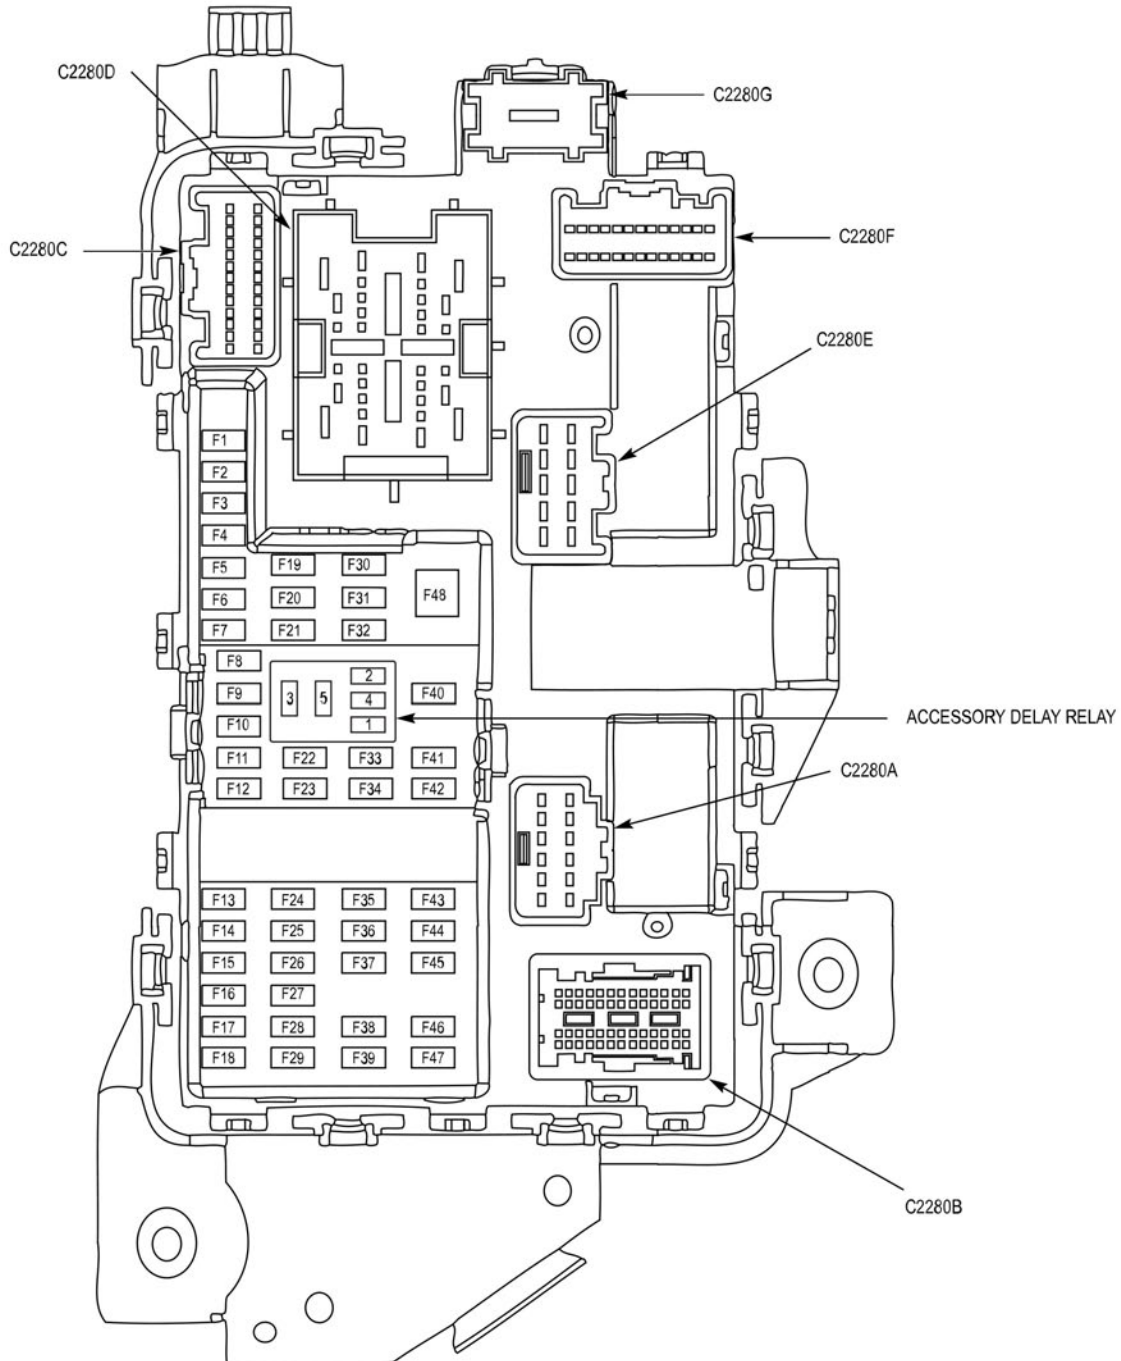 C2280D
C2280G
C2280C
C2280F
C2280E
F1
F2
F3
F4
F5 F19 F30
F6 F20 F31 F48
F7 F21 F32
F8
2
F9 3 5 4 F40
F10 1
ACCESSORY DELAY RELAY
F11 F22 F33 F41
C2280A
F12 F23 F34 F42
F13 F24 F35 F43
F14 F25 F36 F44
F15 F26 F37 F45
F16 F27
F17 F28 F38 F46
F18 F29 F39 F47
C2280B